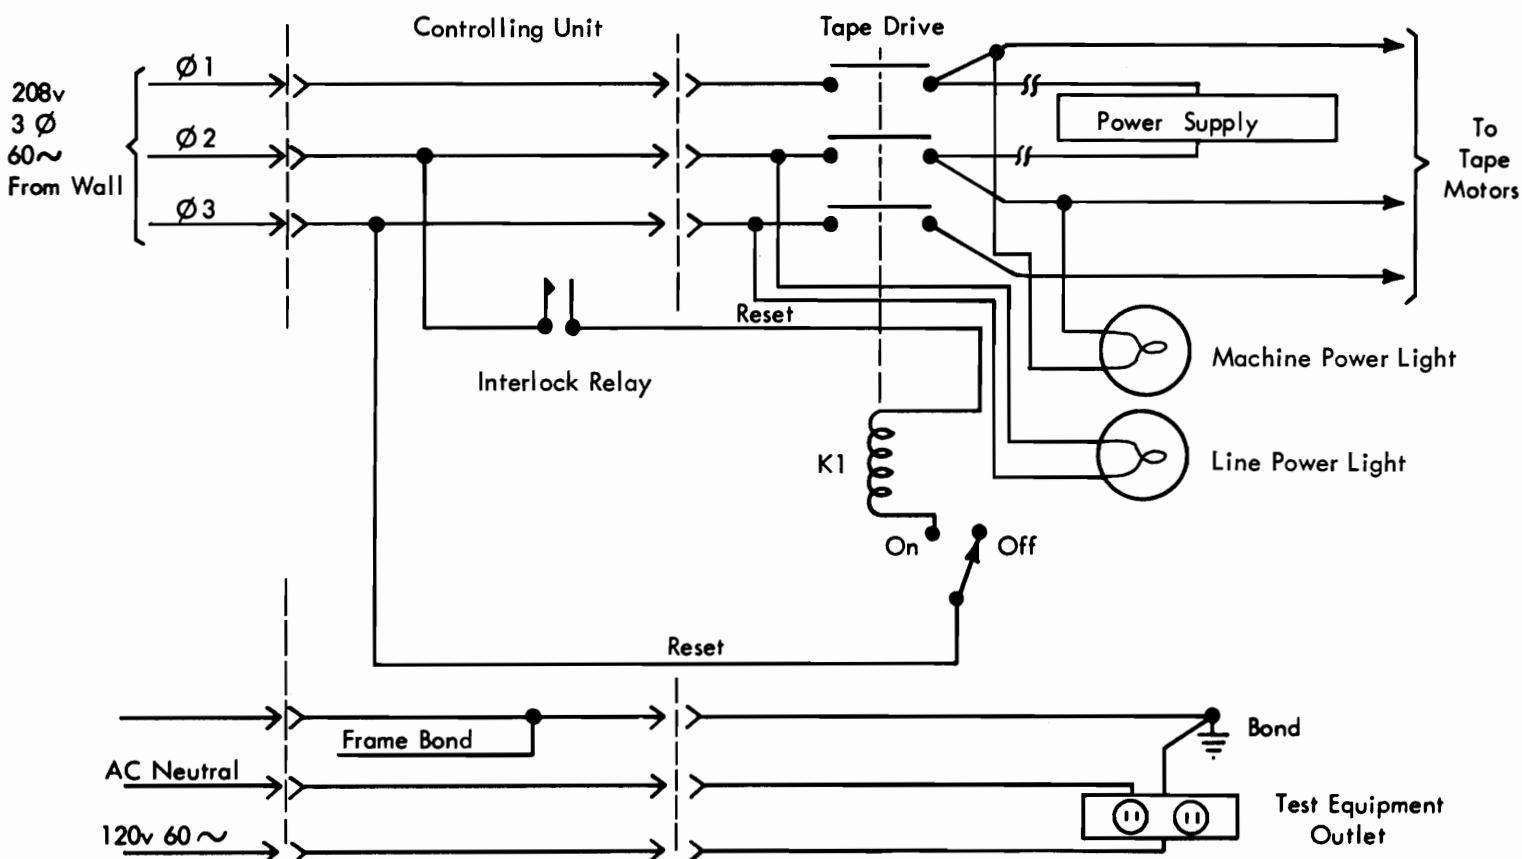 Controlling Unit
Tape Drive
Ø1
208v
3 Ø
60~
From Wall
Ø2
Ø3
Power Supply
To
Tape
Motors
Reset
Interlock Relay
Machine Power Light
K1
Line Power Light
On
Off
Reset
Frame Bond
Bond
AC Neutral
120v 60~
Test Equipment
Outlet